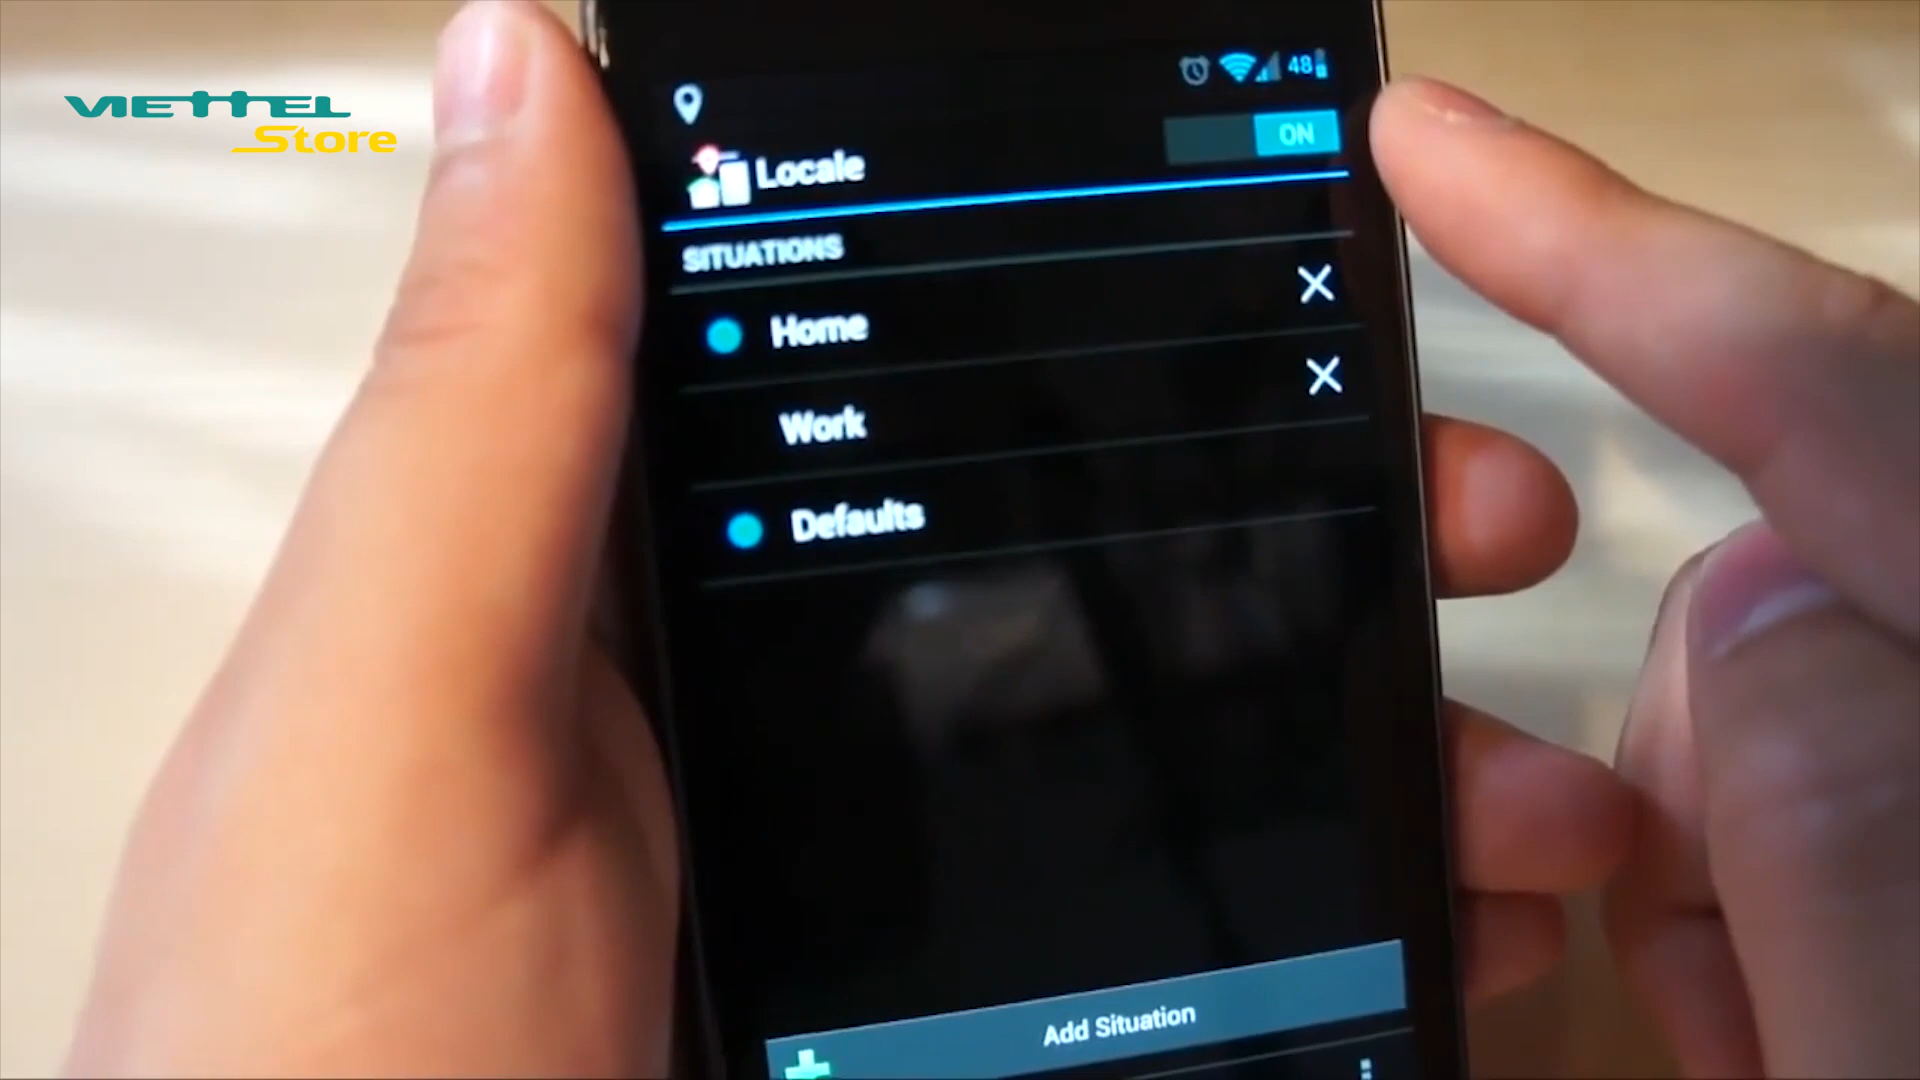 VIETTEL
Store
48
ON
Locale
SITUATIONS
Home
Work
Defaults
Add Situation